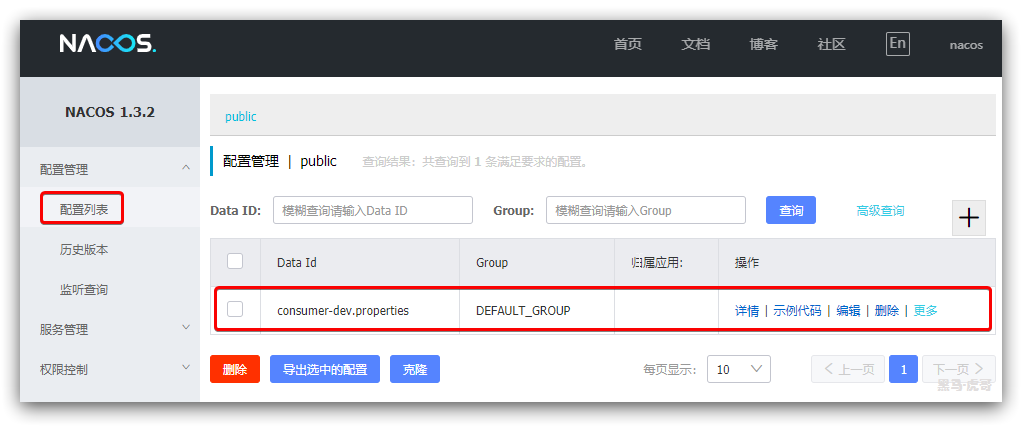 NACOS.
首页 文档 博客 社区 En nacos
NACOS 1.3.2
配置管理
配置列表
历史版本
监听查询
服务管理
权限控制
public
配置管理 | public 查询结果：共查询到 1 条满足要求的配置。
Data ID: 模糊查询请输入Data ID Group: 模糊查询请输入Group 查询 高级查询
Data Id Group 归属应用: 操作
consumer-dev.properties DEFAULT_GROUP 详情 | 示例代码 | 编辑 | 删除 | 更多
删除 导出选中的配置 克隆 每页显示: 10 上一页 1 下一页
黑马·虎哥